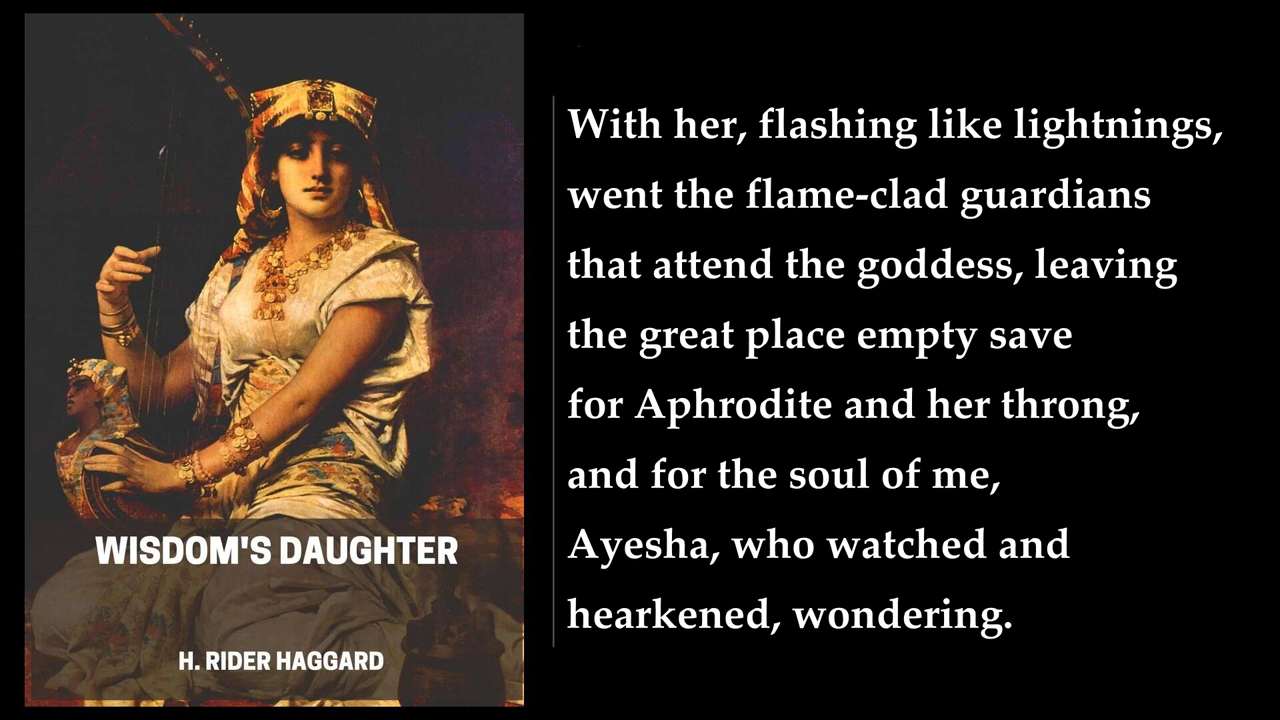 WISDOM'S DAUGHTER
H. RIDER HAGGARD
With her, flashing like lightnings,
went the flame-clad guardians
that attend the goddess, leaving
the great place empty save
for Aphrodite and her throng,
and for the soul of me,
Ayesha, who watched and
hearkened, wondering.